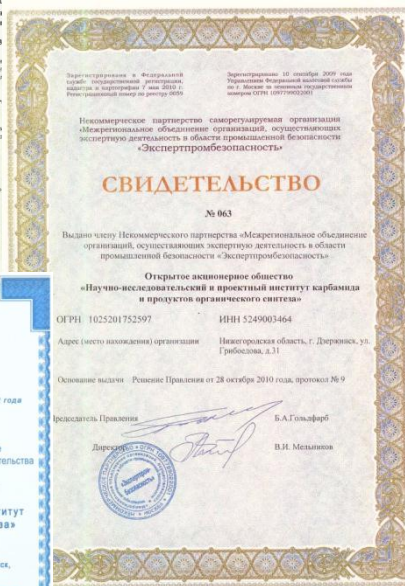 Зарегистрировано в Федеральной
службе государственной регистрации,
кадастра и картографии 7 мая 2010 г.
Регистрационный номер по реестру 0039
Зарегистрировано 10 сентября 2009 года
Управлением Федеральной налоговой службы
по г. Москве за основным государственным
номером ОГРН
Некоммерческое партнерство саморегулируемая организация
«Межрегиональное объединение организаций, осуществляющих
экспертную деятельность в области промышленной безопасности
"Экспертпромбезопасность"
СВИДЕТЕЛЬСТВО
№ 063
Выдано члену Некоммерческого партнерства «Межрегиональное объединение
организаций, осуществляющих экспертную деятельность в области
промышленной безопасности «Экспертпромбезопасность»
Открытое акционерное общество
«Научно-исследовательский и проектный институт карбамида
и продуктов органического синтеза»
ОГРН 1025201752597 ИНН 5249003464
Адрес (место нахождения) организации
Нижегородская область, г. Дзержинск, ул.
Грибоедова, д.31
Основание выдачи Решение Правления от 28 октября 2010 года, протокол № 9
Председатель Правления Б.А.Гольдфарб
Директор В.И. Мельников
года